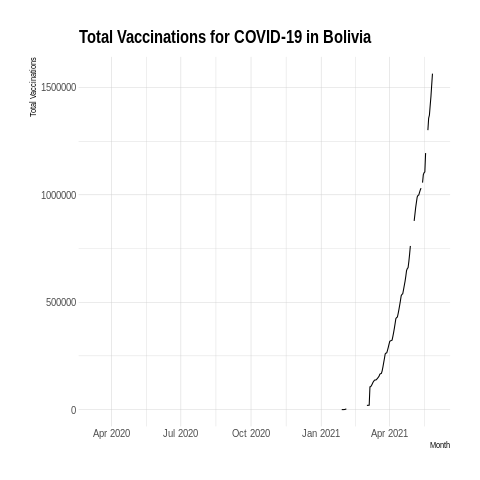 Total Vaccinations for COVID-19 in Bolivia
Total Vaccinations
1500000
1000000
500000
0
Apr 2020 Jul 2020 Oct 2020 Jan 2021 Apr 2021
Month